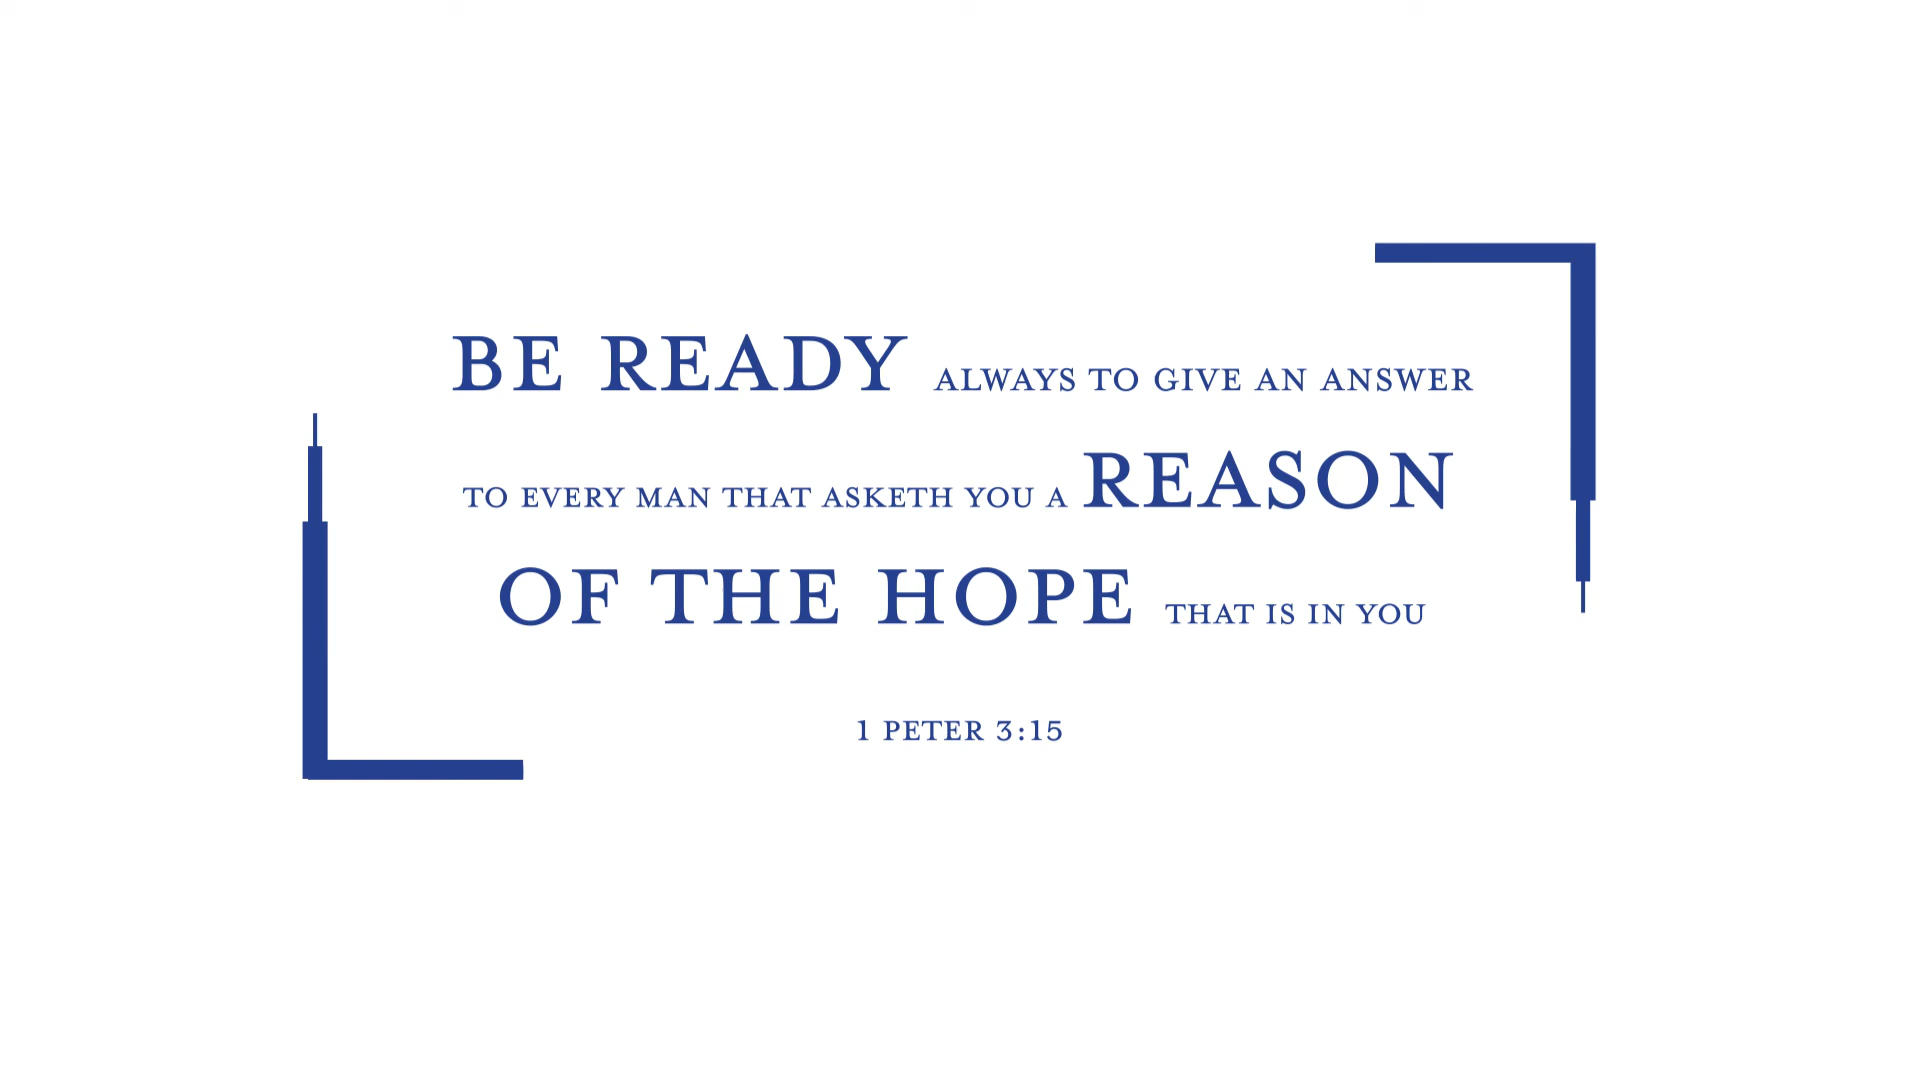 BE READY ALWAYS TO GIVE AN ANSWER
TO EVERY MAN THAT ASKETH YOU A REASON
OF THE HOPE THAT IS IN YOU
1 PETER 3:15